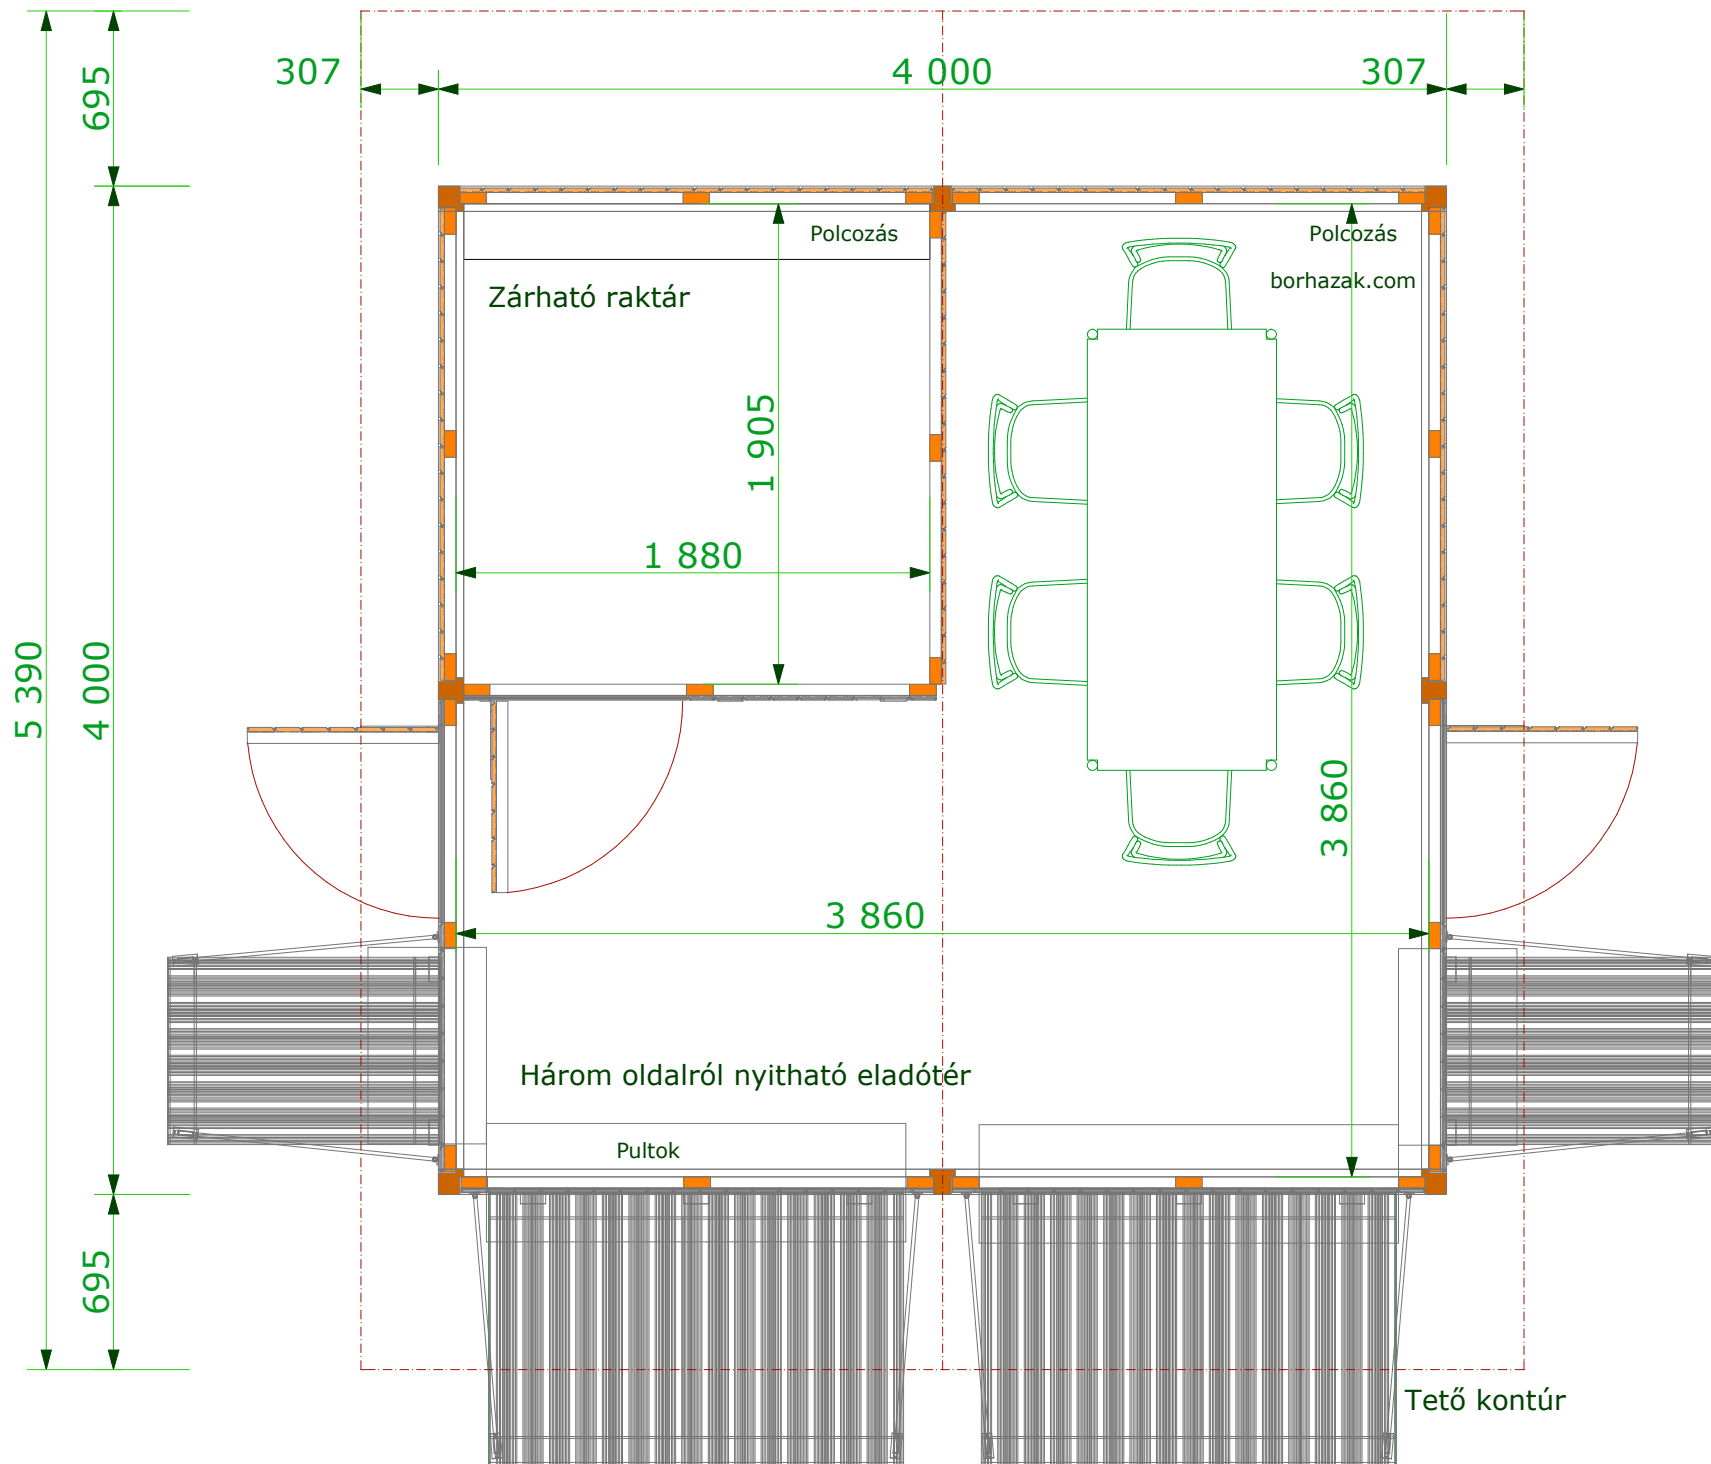 307
4 000
307
695
Polcozás
Polcozás
borhazak.com
Zárható raktár
1 905
1 880
5 390
4 000
3 860
3 860
Három oldalról nyitható eladótér
Pultok
695
Tető kontúr